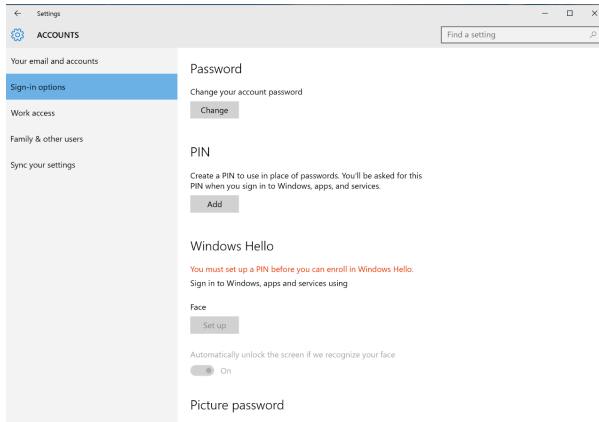 Settings
ACCOUNTS
Find a setting
Your email and accounts
Sign-in options
Work access
Family & other users
Sync your settings
Password
Change your account password
Change
PIN
Create a PIN to use in place of passwords. You'll be asked for this
PIN when you sign in to Windows, apps, and services.
Add
Windows Hello
You must set up a PIN before you can enroll in Windows Hello.
Sign in to Windows, apps and services using
Face
Set up
Automatically unlock the screen if we recognize your face
On
Picture password